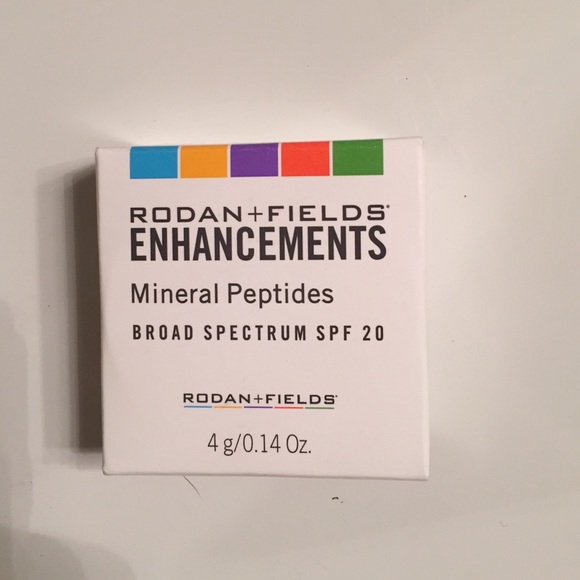 RODAN+FIELDS®
ENHANCEMENTS
Mineral Peptides
BROAD SPECTRUM SPF 20
RODAN+FIELDS®
4 g/0.14 Oz.